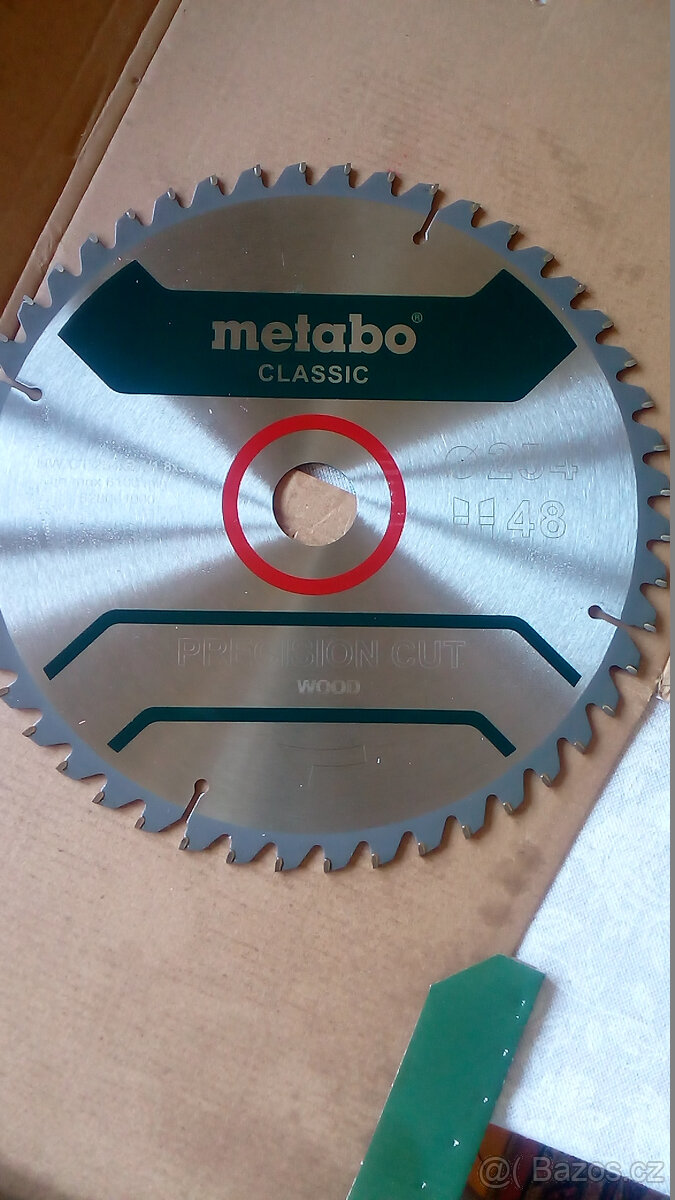 metabo®
CLASSIC
254
48
PRECISION CUT
WOOD
@( Bazos.cz